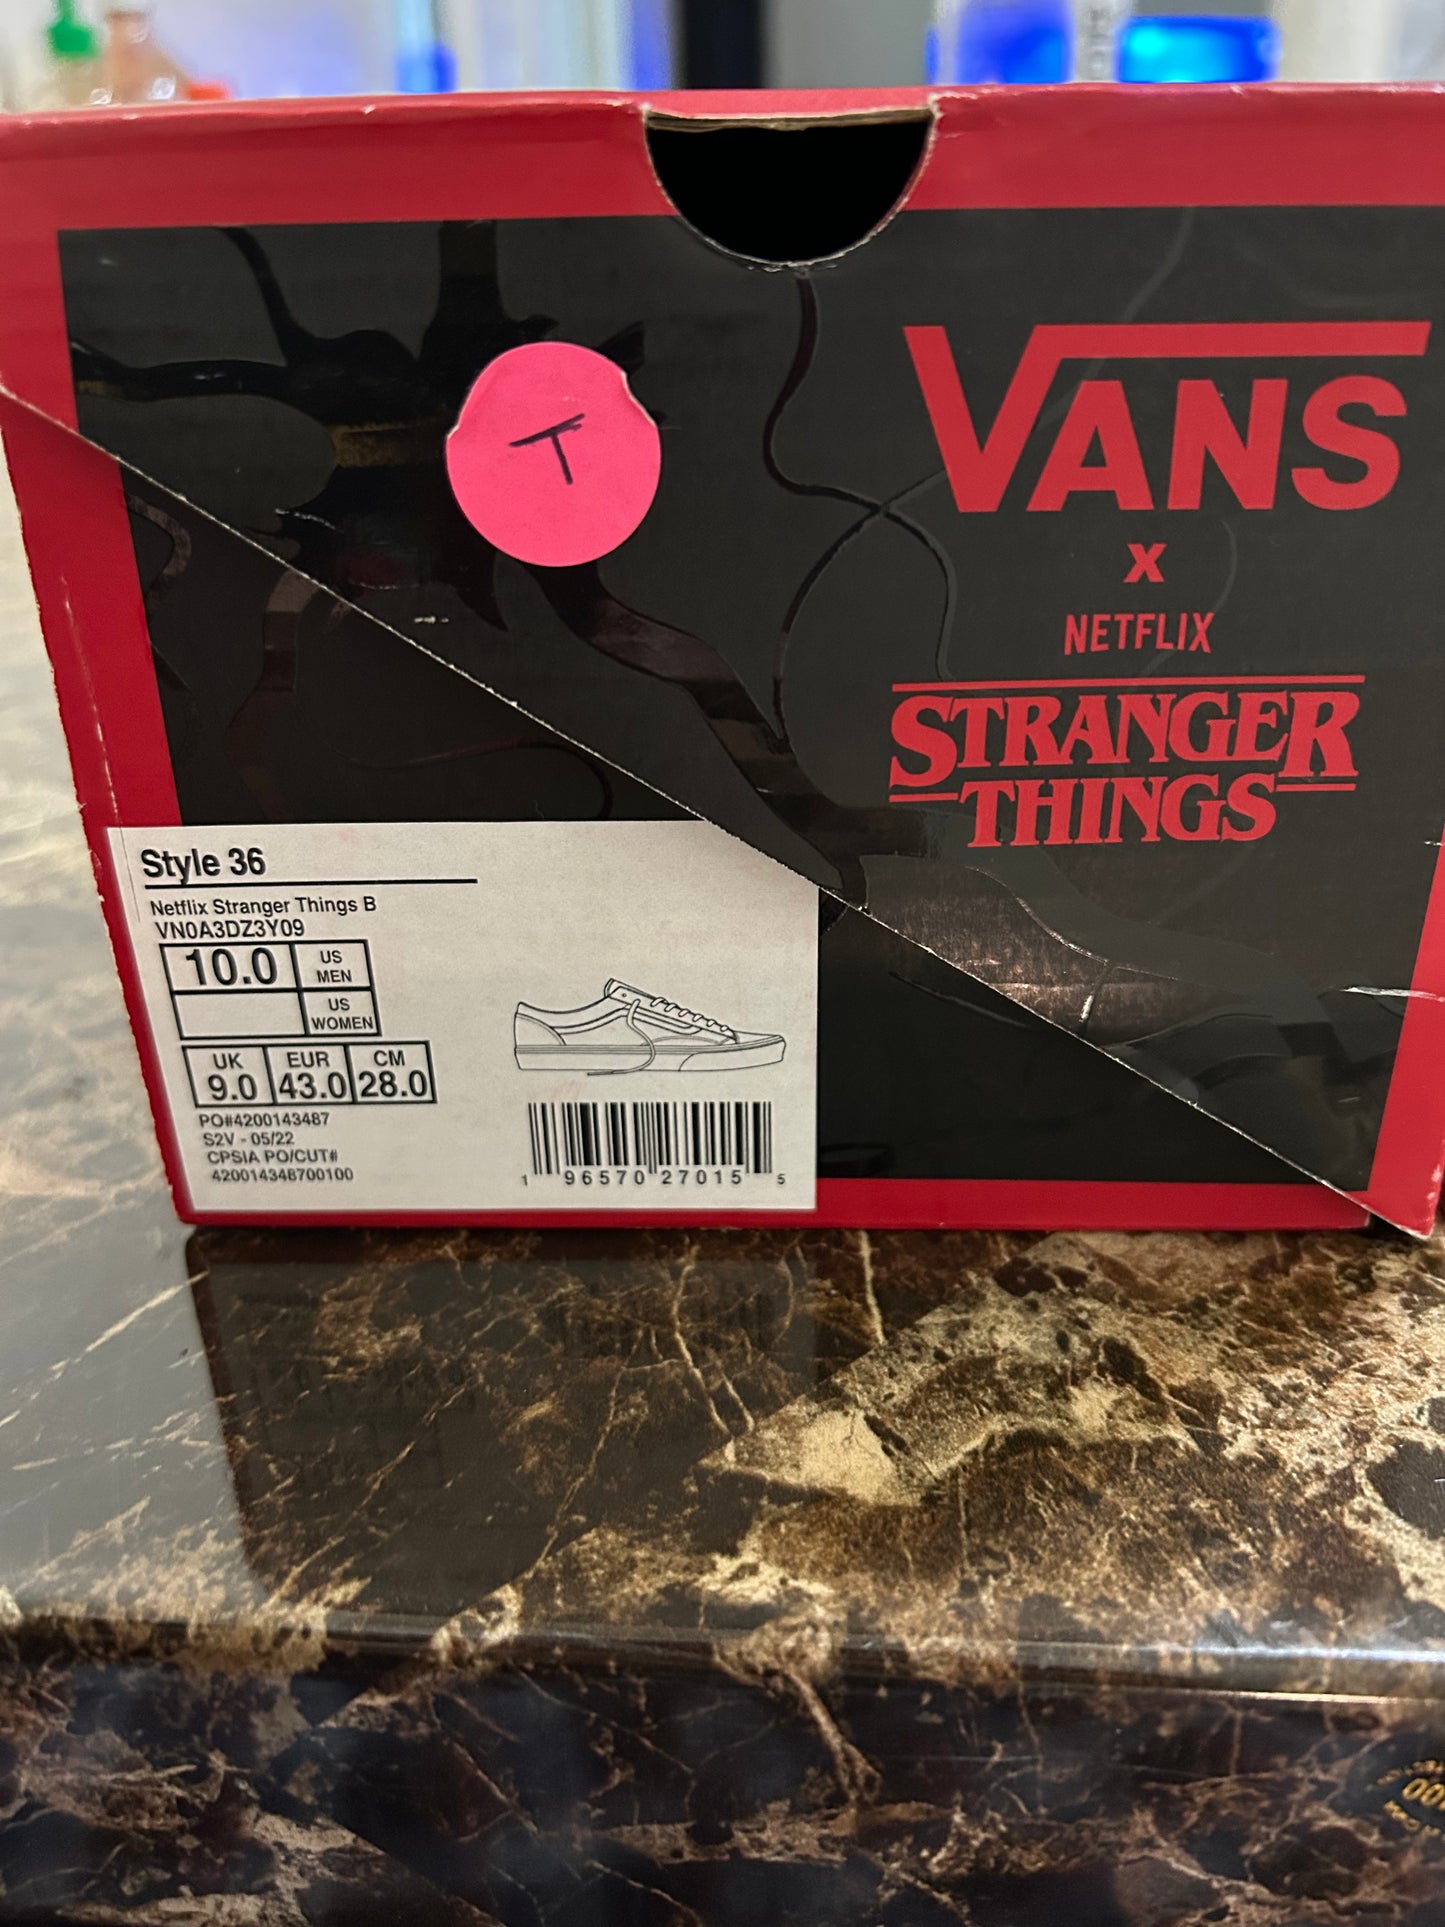 T
VANS
x
NETFLIX
STRANGER
THINGS
Style 36
Netflix Stranger Things B
VN0A3DZ3Y09
10.0 US MEN
US WOMEN
UK EUR CM
9.0 43.0 28.0
PO#4200143487
S2V - 05/22
CPSIA PO/CUT#
420014348700100
1 96570 27015 5